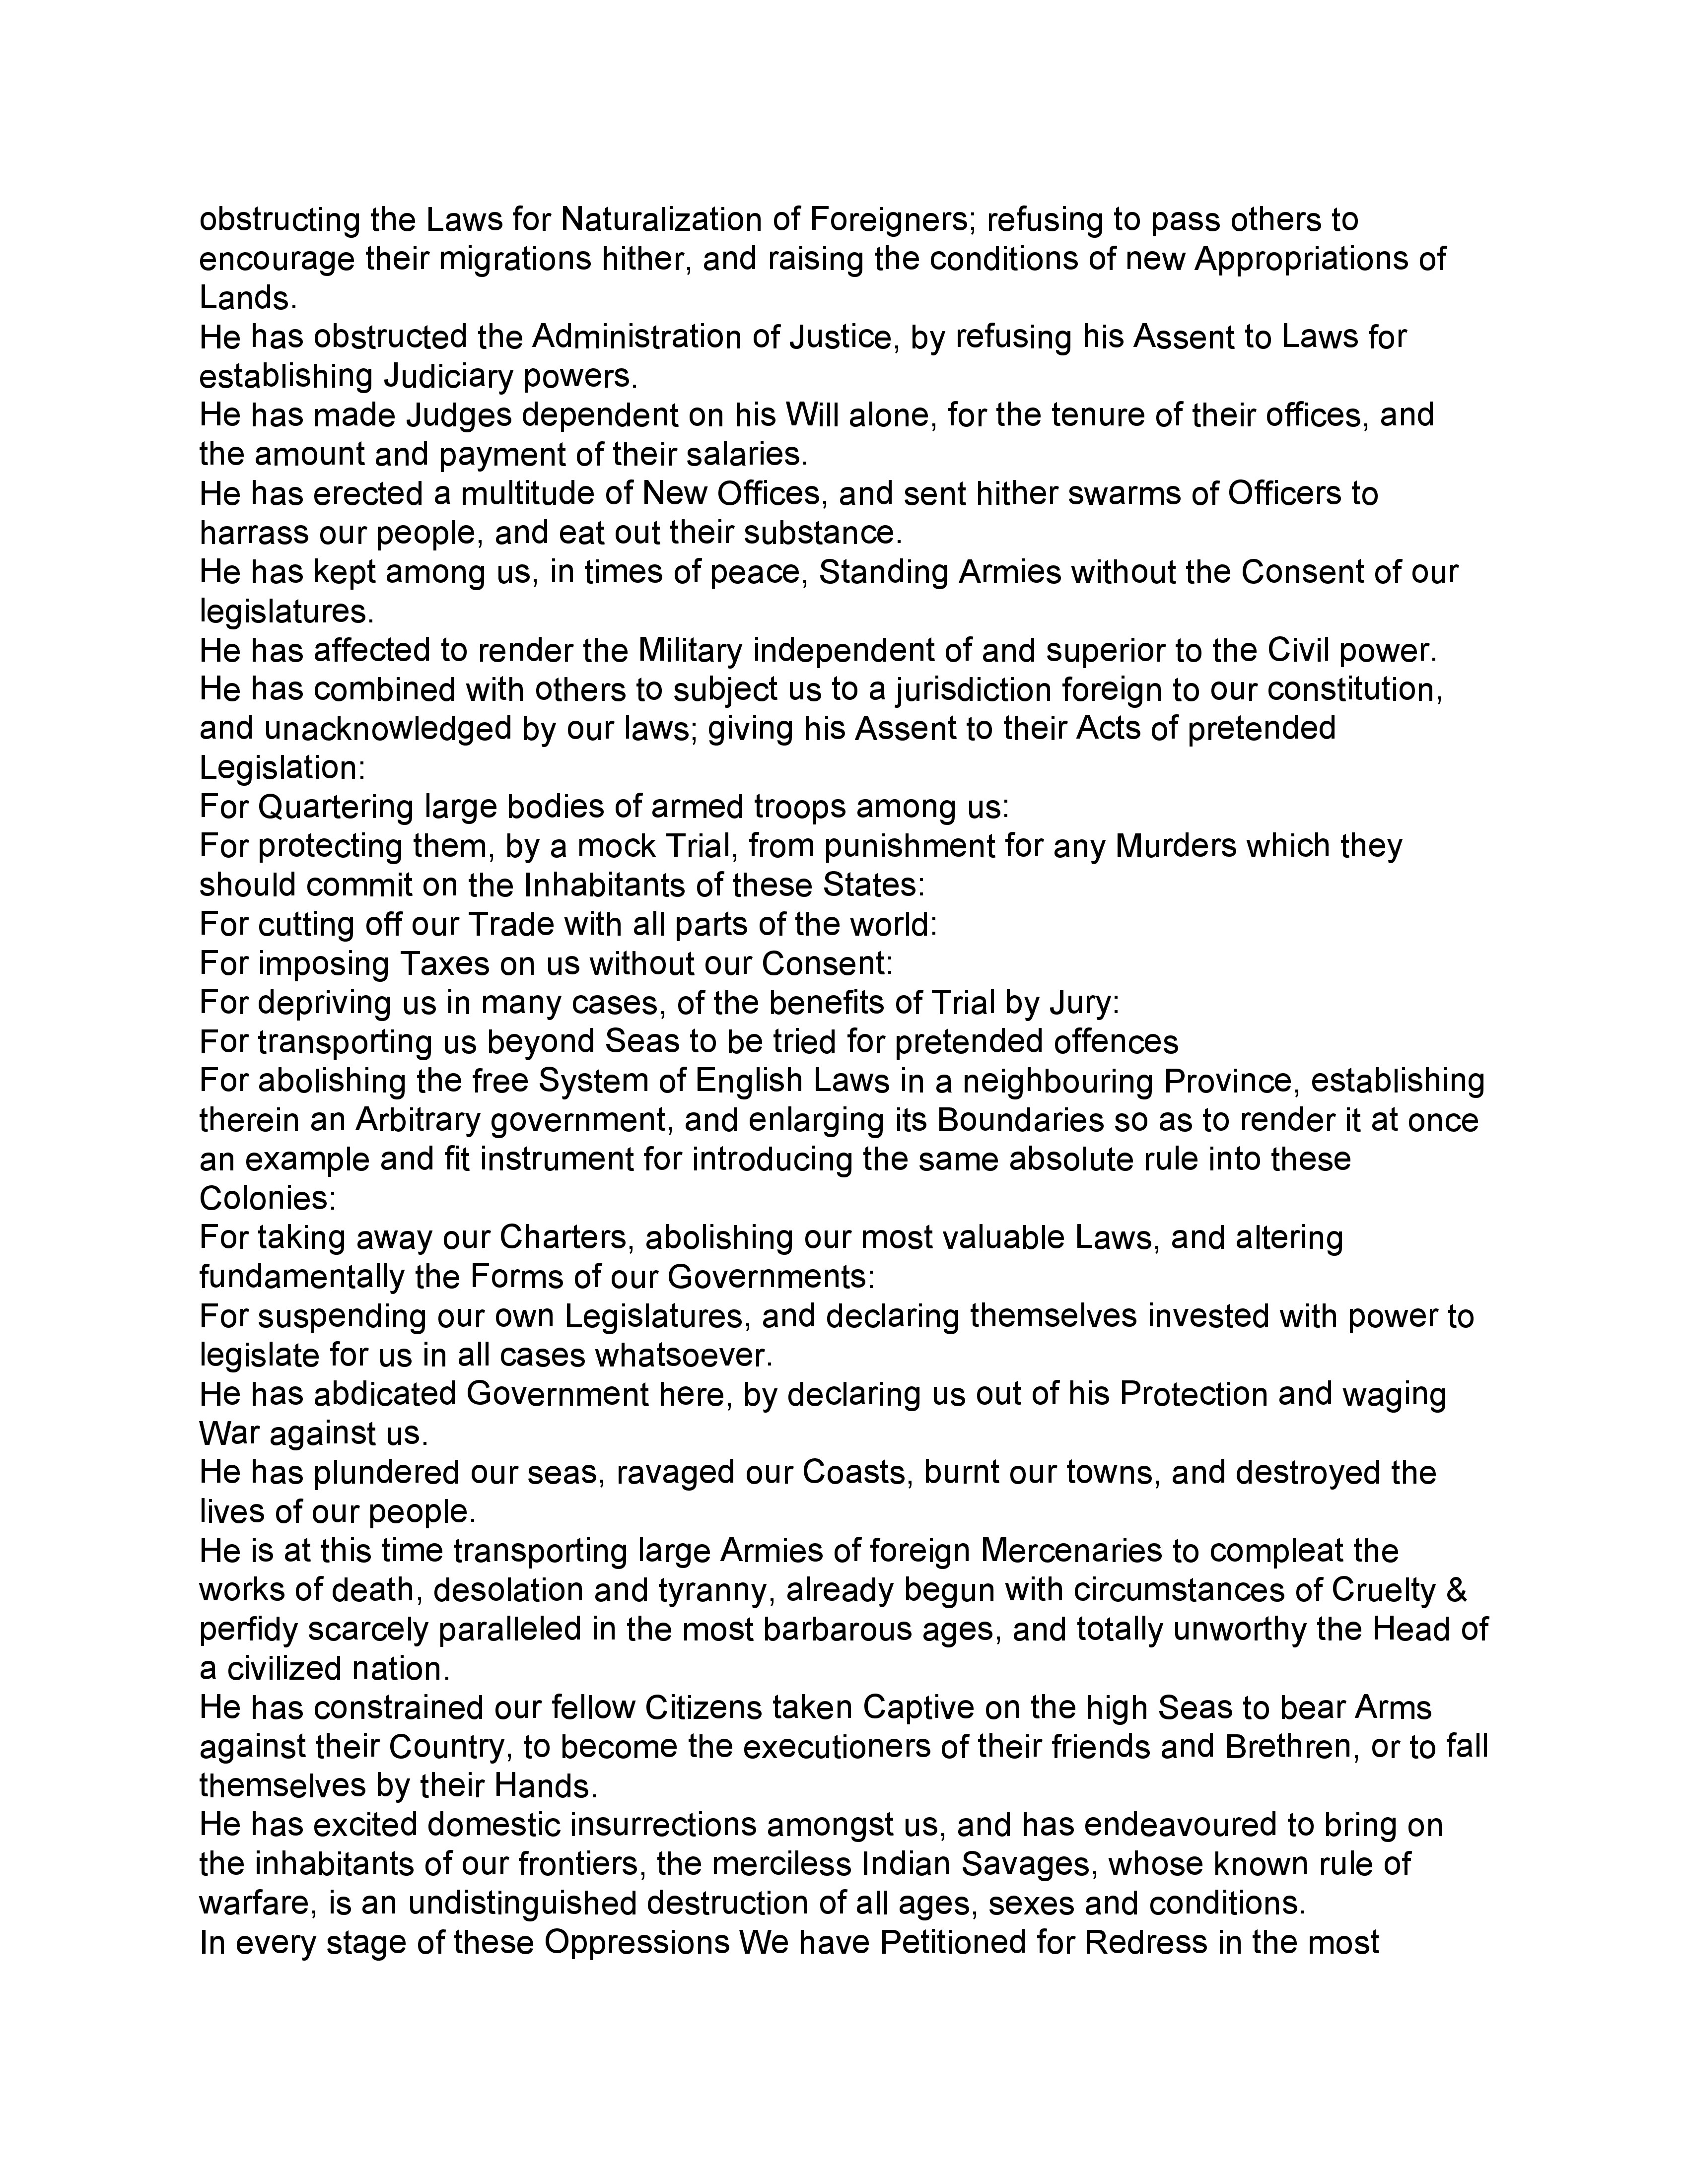 obstructing the Laws for Naturalization of Foreigners; refusing to pass others to
encourage their migrations hither, and raising the conditions of new Appropriations of
Lands.
He has obstructed the Administration of Justice, by refusing his Assent to Laws for
establishing Judiciary powers.
He has made Judges dependent on his Will alone, for the tenure of their offices, and
the amount and payment of their salaries.
He has erected a multitude of New Offices, and sent hither swarms of Officers to
harrass our people, and eat out their substance.
He has kept among us, in times of peace, Standing Armies without the Consent of our
legislatures.
He has affected to render the Military independent of and superior to the Civil power.
He has combined with others to subject us to a jurisdiction foreign to our constitution,
and unacknowledged by our laws; giving his Assent to their Acts of pretended
Legislation:
For Quartering large bodies of armed troops among us:
For protecting them, by a mock Trial, from punishment for any Murders which they
should commit on the Inhabitants of these States:
For cutting off our Trade with all parts of the world:
For imposing Taxes on us without our Consent:
For depriving us in many cases, of the benefits of Trial by Jury:
For transporting us beyond Seas to be tried for pretended offences
For abolishing the free System of English Laws in a neighbouring Province, establishing
therein an Arbitrary government, and enlarging its Boundaries so as to render it at once
an example and fit instrument for introducing the same absolute rule into these
Colonies:
For taking away our Charters, abolishing our most valuable Laws, and altering
fundamentally the Forms of our Governments:
For suspending our own Legislatures, and declaring themselves invested with power to
legislate for us in all cases whatsoever.
He has abdicated Government here, by declaring us out of his Protection and waging
War against us.
He has plundered our seas, ravaged our Coasts, burnt our towns, and destroyed the
lives of our people.
He is at this time transporting large Armies of foreign Mercenaries to compleat the
works of death, desolation and tyranny, already begun with circumstances of Cruelty &
perfidy scarcely paralleled in the most barbarous ages, and totally unworthy the Head of
a civilized nation.
He has constrained our fellow Citizens taken Captive on the high Seas to bear Arms
against their Country, to become the executioners of their friends and Brethren, or to fall
themselves by their Hands.
He has excited domestic insurrections amongst us, and has endeavoured to bring on
the inhabitants of our frontiers, the merciless Indian Savages, whose known rule of
warfare, is an undistinguished destruction of all ages, sexes and conditions.
In every stage of these Oppressions We have Petitioned for Redress in the most